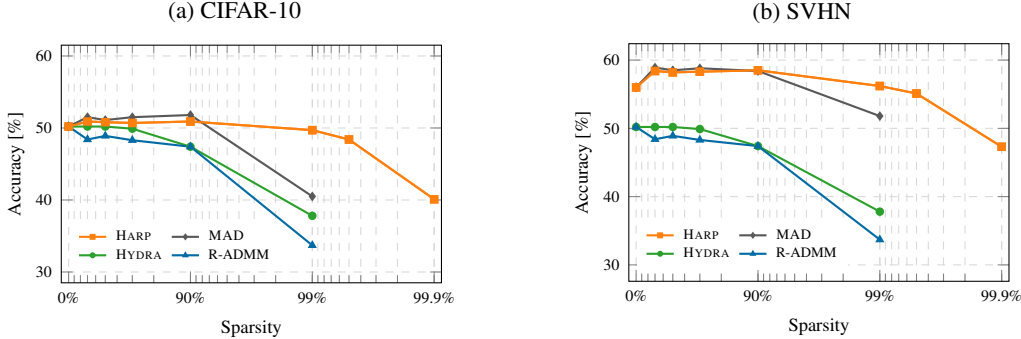 (a) CIFAR-10
60
50
40
30
Accuracy [%]
HARP
MAD
HYDRA
R-ADMM
0%
90%
99%
99.9%
Sparsity
(b) SVHN
60
50
40
30
Accuracy [%]
HARP
MAD
HYDRA
R-ADMM
0%
90%
99%
99.9%
Sparsity